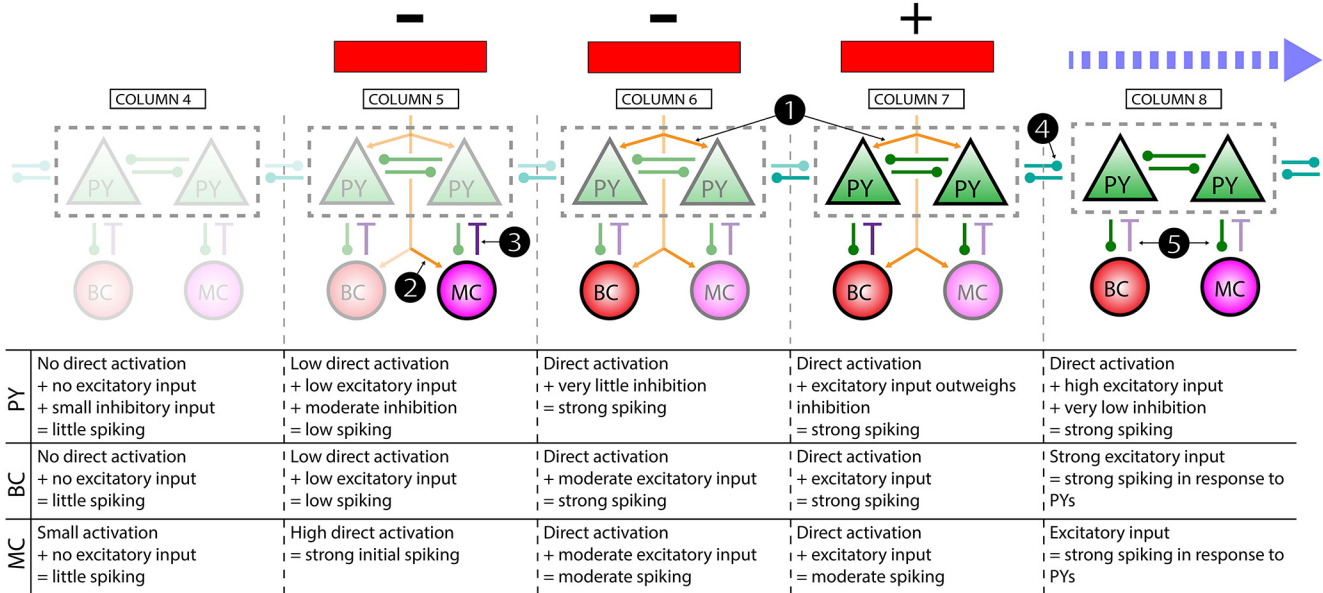 − − +
COLUMN 4 COLUMN 5 COLUMN 6 COLUMN 7 COLUMN 8
1
4
PY PY PY PY PY PY PY PY PY PY
3
5
2
BC MC BC MC BC MC BC MC BC MC
PY
No direct activation
+ no excitatory input
+ small inhibitory input
= little spiking
Low direct activation
+ low excitatory input
+ moderate inhibition
= low spiking
Direct activation
+ very little inhibition
= strong spiking
Direct activation
+ excitatory input outweighs
inhibition
= strong spiking
Direct activation
+ high excitatory input
+ very low inhibition
= strong spiking
BC
No direct activation
+ no excitatory input
= little spiking
Low direct activation
+ low excitatory input
= low spiking
Direct activation
+ moderate excitatory input
= strong spiking
Direct activation
+ excitatory input
= strong spiking
Strong excitatory input
= strong spiking in response to
PYs
MC
Small activation
+ no excitatory input
= little spiking
High direct activation
= strong initial spiking
Direct activation
+ moderate excitatory input
= moderate spiking
Direct activation
+ excitatory input
= moderate spiking
Excitatory input
= strong spiking in response to
PYs